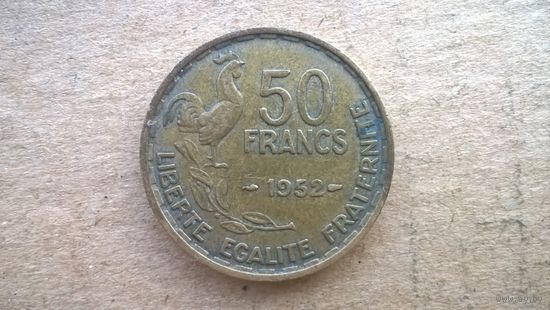 50
FRANCS
1952
LIBERTE EGALITE FRATERNITE